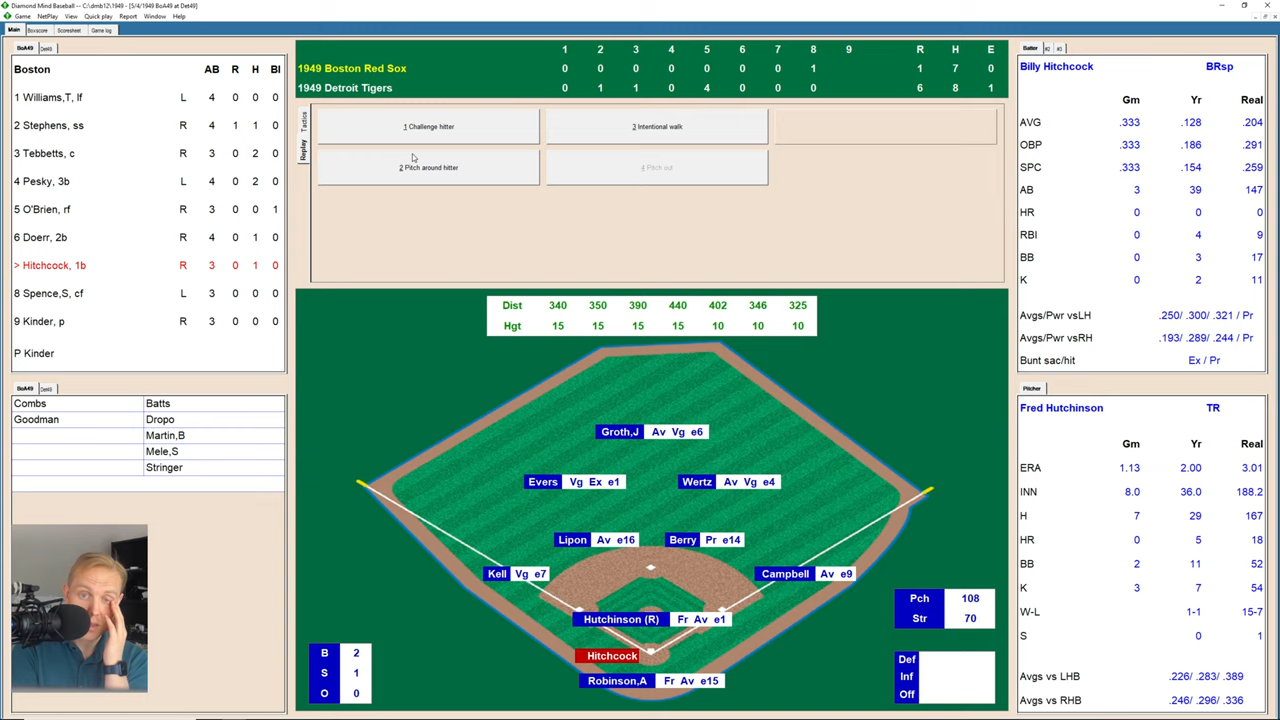 Diamond Mind Baseball -- C:\dmb12\1949 - [5/4/1949 BoA49 at Det49]
Game NetPlay View Quick play Report Window Help
Main Boxscore Scoresheet Game log
BoA49 Det49
Boston AB R H BI
1 Williams,T, lf L 4 0 0 0
2 Stephens, ss R 4 1 1 0
3 Tebbetts, c R 3 0 2 0
4 Pesky, 3b L 4 0 2 0
5 O'Brien, rf R 3 0 0 1
6 Doerr, 2b R 4 0 1 0
> Hitchcock, 1b R 3 0 1 0
8 Spence,S, cf L 3 0 0 0
9 Kinder, p R 3 0 0 0
P Kinder
BoA49 Det49
Combs Batts
Goodman Dropo
Martin,B
Mele,S
Stringer
1 2 3 4 5 6 7 8 9 R H E
1949 Boston Red Sox 0 0 0 0 0 0 0 1 1 7 0
1949 Detroit Tigers 0 1 1 0 4 0 0 0 6 8 1
Tactics
Replay
1 Challenge hitter 3 Intentional walk
2 Pitch around hitter 4 Pitch out
Dist 340 350 390 440 402 346 325
Hgt 15 15 15 15 10 10 10
Groth,J Av Vg e6
Evers Vg Ex e1
Wertz Av Vg e4
Lipon Av e16
Berry Pr e14
Kell Vg e7
Campbell Av e9
Hutchinson (R) Fr Av e1
Hitchcock
Robinson,A Fr Av e15
B 2
S 1
O 0
Pch 108
Str 70
Def
Inf
Off
Batter #2 #3
Billy Hitchcock BRsp
Gm Yr Real
AVG .333 .128 .204
OBP .333 .186 .291
SPC .333 .154 .259
AB 3 39 147
HR 0 0 0
RBI 0 4 9
BB 0 3 17
K 0 2 11
Avgs/Pwr vsLH .250/ .300/ .321 / Pr
Avgs/Pwr vsRH .193/ .289/ .244 / Pr
Bunt sac/hit Ex / Pr
Pitcher
Fred Hutchinson TR
Gm Yr Real
ERA 1.13 2.00 3.01
INN 8.0 36.0 188.2
H 7 29 167
HR 0 5 18
BB 2 11 52
K 3 7 54
W-L 1-1 15-7
S 0 1
Avgs vs LHB .226/ .283/ .389
Avgs vs RHB .246/ .296/ .336